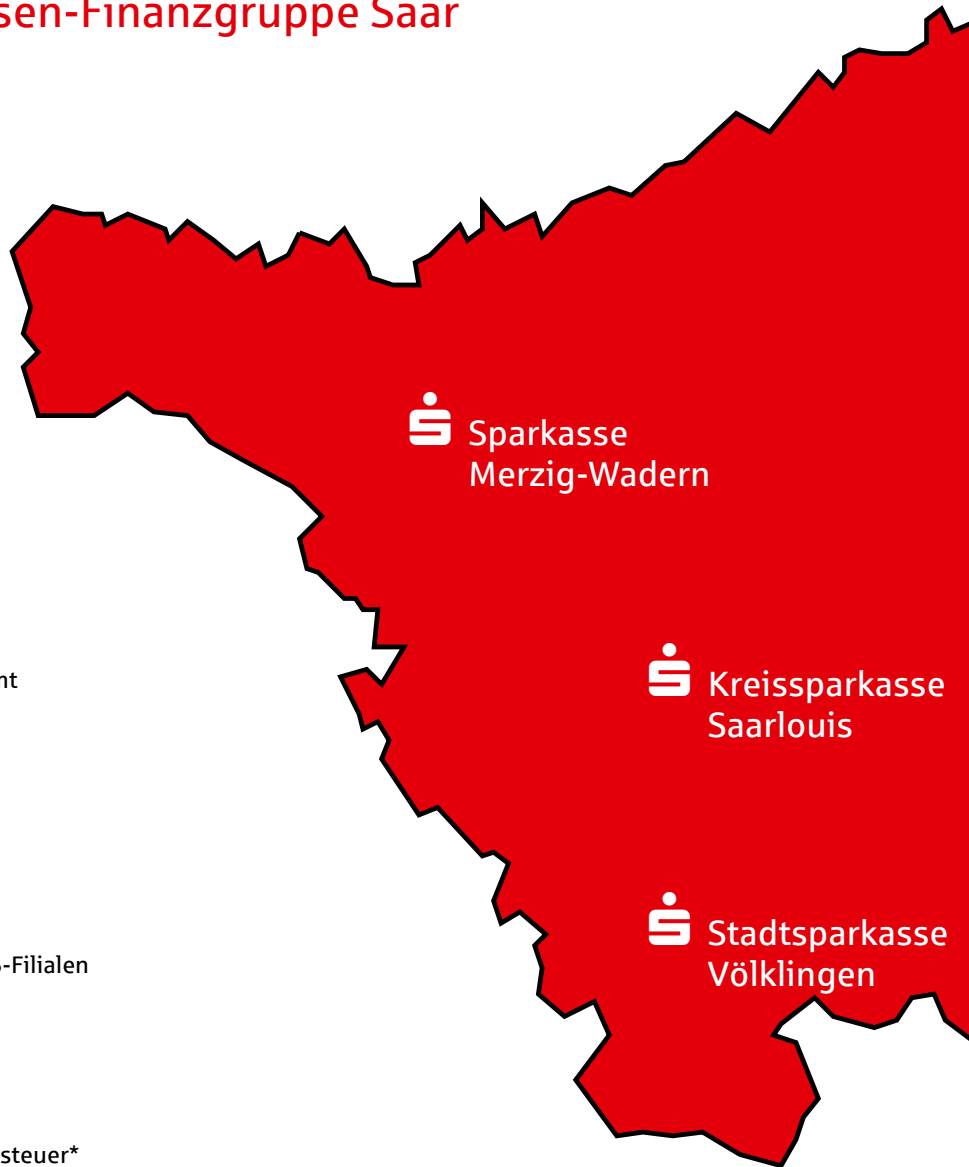 sen-Finanzgruppe Saar
Sparkasse
Merzig-Wadern
nt
Kreissparkasse
Saarlouis
Stadtsparkasse
Völklingen
-Filialen
steuer*